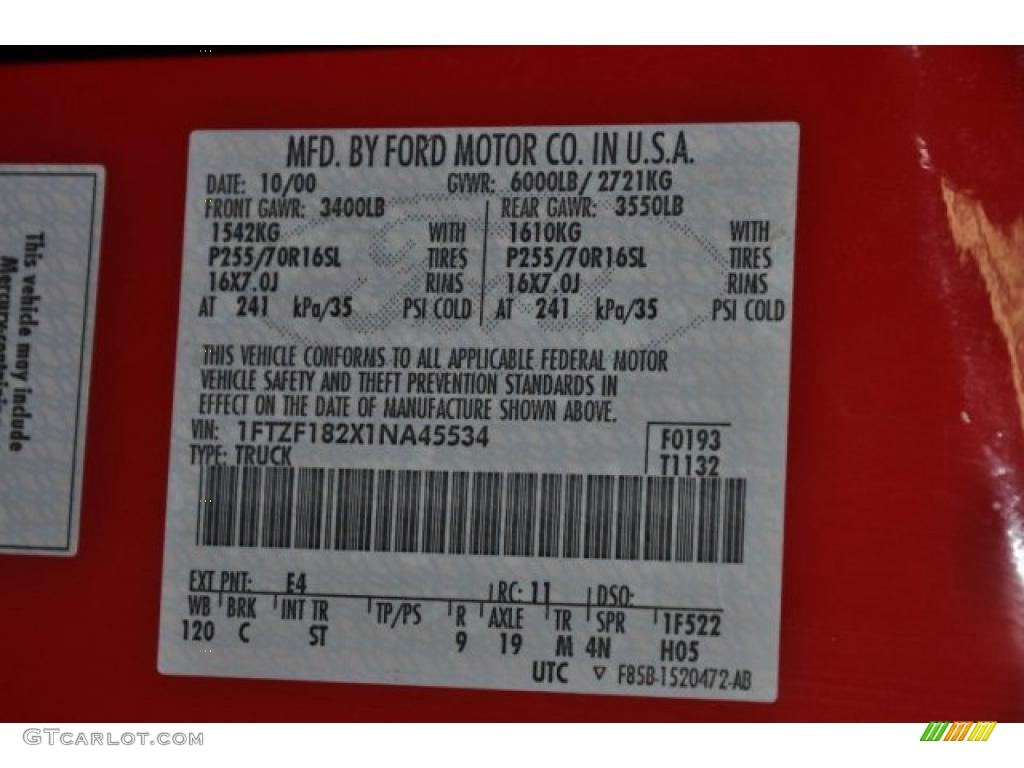 MFD. BY FORD MOTOR CO. IN U.S.A.
DATE: 10/00 GVWR: 6000LB/ 2721KG
FRONT GAWR: 3400LB REAR GAWR: 3550LB
1542KG WITH 1610KG WITH
P255/70R16SL TIRES P255/70R16SL TIRES
16X7.0J RIMS 16X7.0J RIMS
AT 241 kPa/35 PSI COLD AT 241 kPa/35 PSI COLD
THIS VEHICLE CONFORMS TO ALL APPLICABLE FEDERAL MOTOR
VEHICLE SAFETY AND THEFT PREVENTION STANDARDS IN
EFFECT ON THE DATE OF MANUFACTURE SHOWN ABOVE.
VIN: 1FTZF182X1NA45534 F0193
TYPE: TRUCK T1132
EXT PNT: E4 RC: 11 DSO:
WB BRK INT TR TP/PS R AXLE TR SPR 1F522
120 C ST 9 19 M 4N H05
UTC ▽ F85B-1520472-AB
This vehicle may include
GTCARLOT.COM